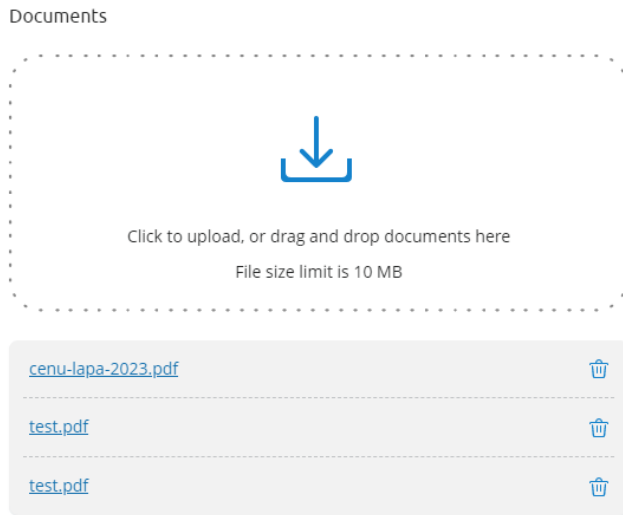 Documents
Click to upload, or drag and drop documents here
File size limit is 10 MB
cenu-lapa-2023.pdf
test.pdf
test.pdf